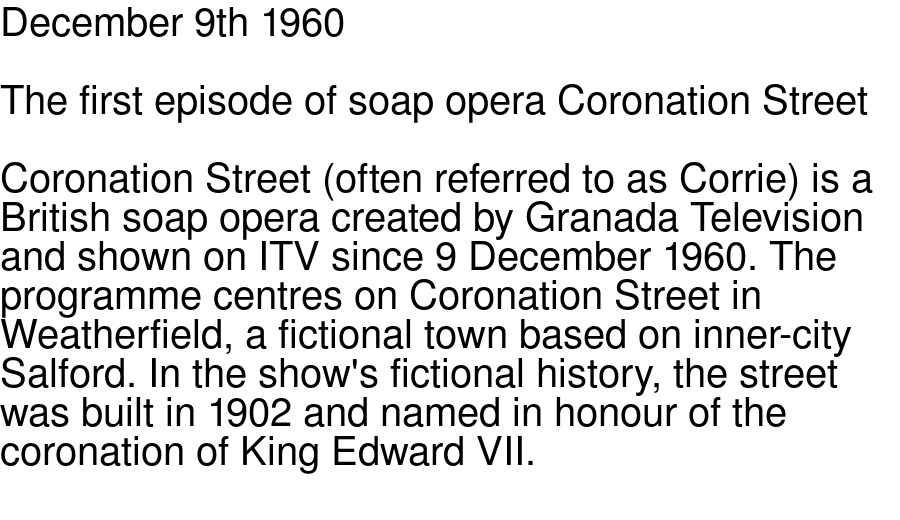 December 9th 1960
The first episode of soap opera Coronation Street
Coronation Street (often referred to as Corrie) is a
British soap opera created by Granada Television
and shown on ITV since 9 December 1960. The
programme centres on Coronation Street in
Weatherfield, a fictional town based on inner-city
Salford. In the show's fictional history, the street
was built in 1902 and named in honour of the
coronation of King Edward VII.